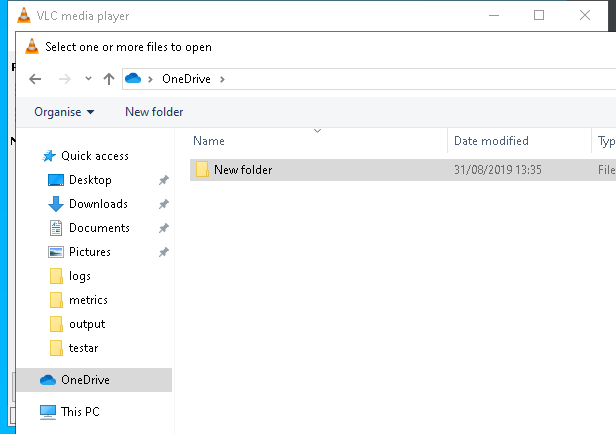 VLC media player
Select one or more files to open
OneDrive
Organise New folder
Name Date modified
Quick access
New folder 31/08/2019 13:35 File
Desktop
Downloads
Documents
Pictures
logs
metrics
output
testar
OneDrive
This PC